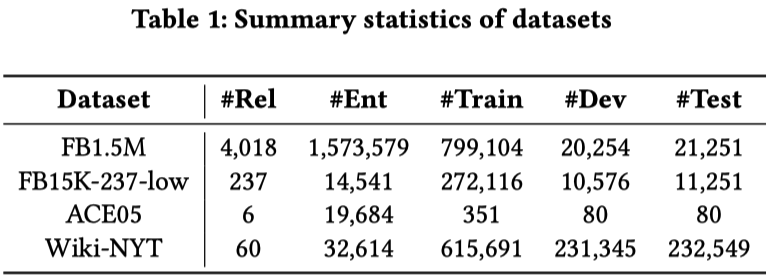 Table 1: Summary statistics of datasets
Dataset #Rel #Ent #Train #Dev #Test
FB1.5M 4,018 1,573,579 799,104 20,254 21,251
FB15K-237-low 237 14,541 272,116 10,576 11,251
ACE05 6 19,684 351 80 80
Wiki-NYT 60 32,614 615,691 231,345 232,549